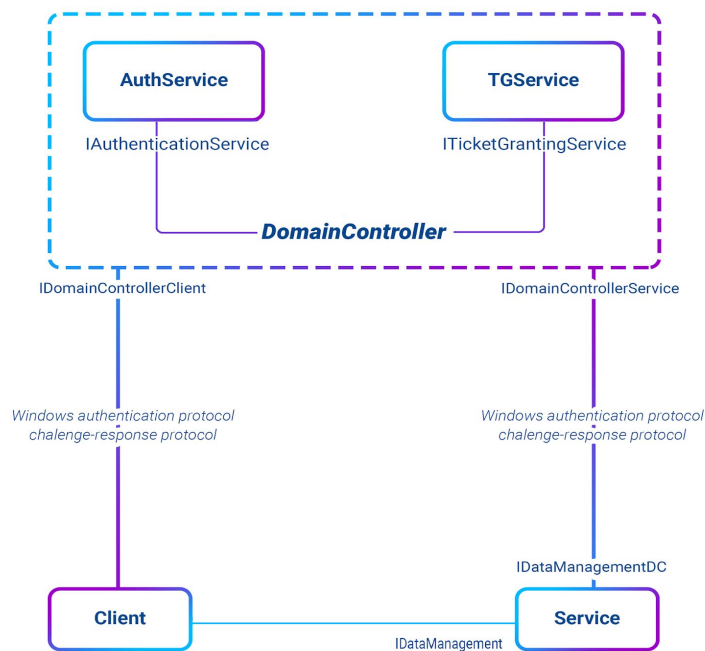 AuthService
TGService
IAuthenticationService
ITicketGrantingService
DomainController
IDomainControllerClient
IDomainControllerService
Windows authentication protocol
chalenge-response protocol
Windows authentication protocol
chalenge-response protocol
IDataManagementDC
Client
Service
IDataManagement